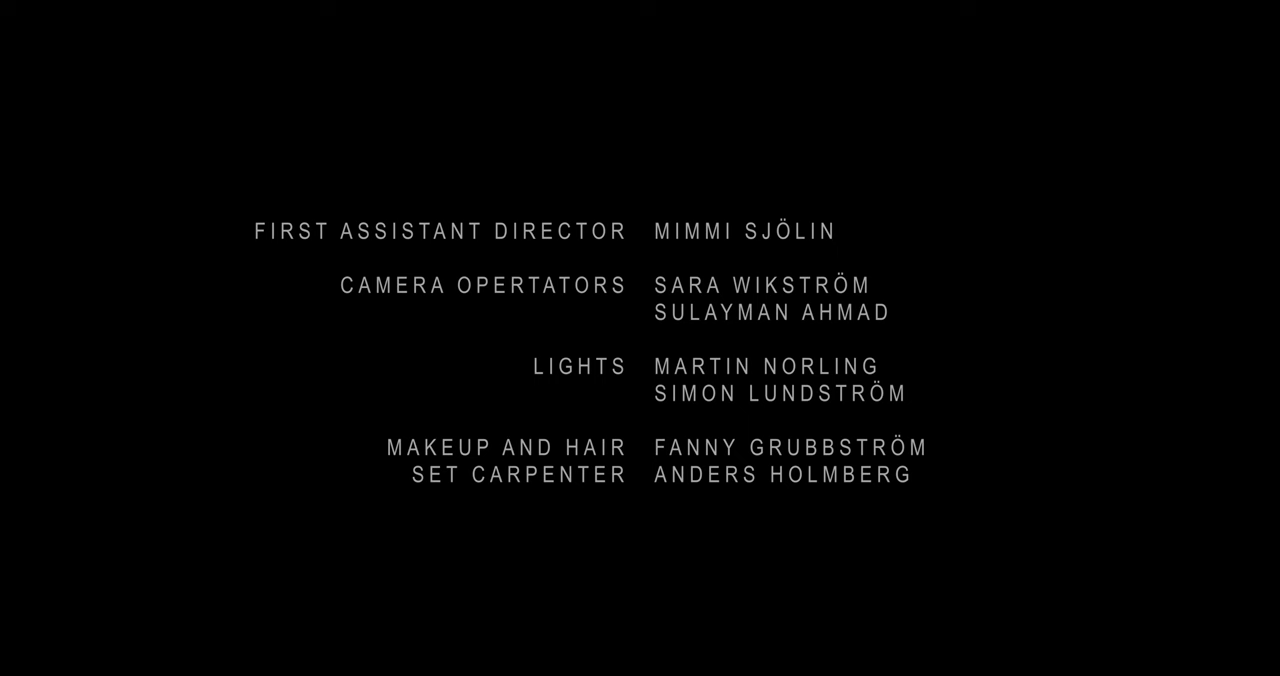 FIRST ASSISTANT DIRECTOR MIMMI SJÖLIN
CAMERA OPERTATORS SARA WIKSTRÖM
SULAYMAN AHMAD
LIGHTS MARTIN NORLING
SIMON LUNDSTRÖM
MAKEUP AND HAIR FANNY GRUBBSTRÖM
SET CARPENTER ANDERS HOLMBERG